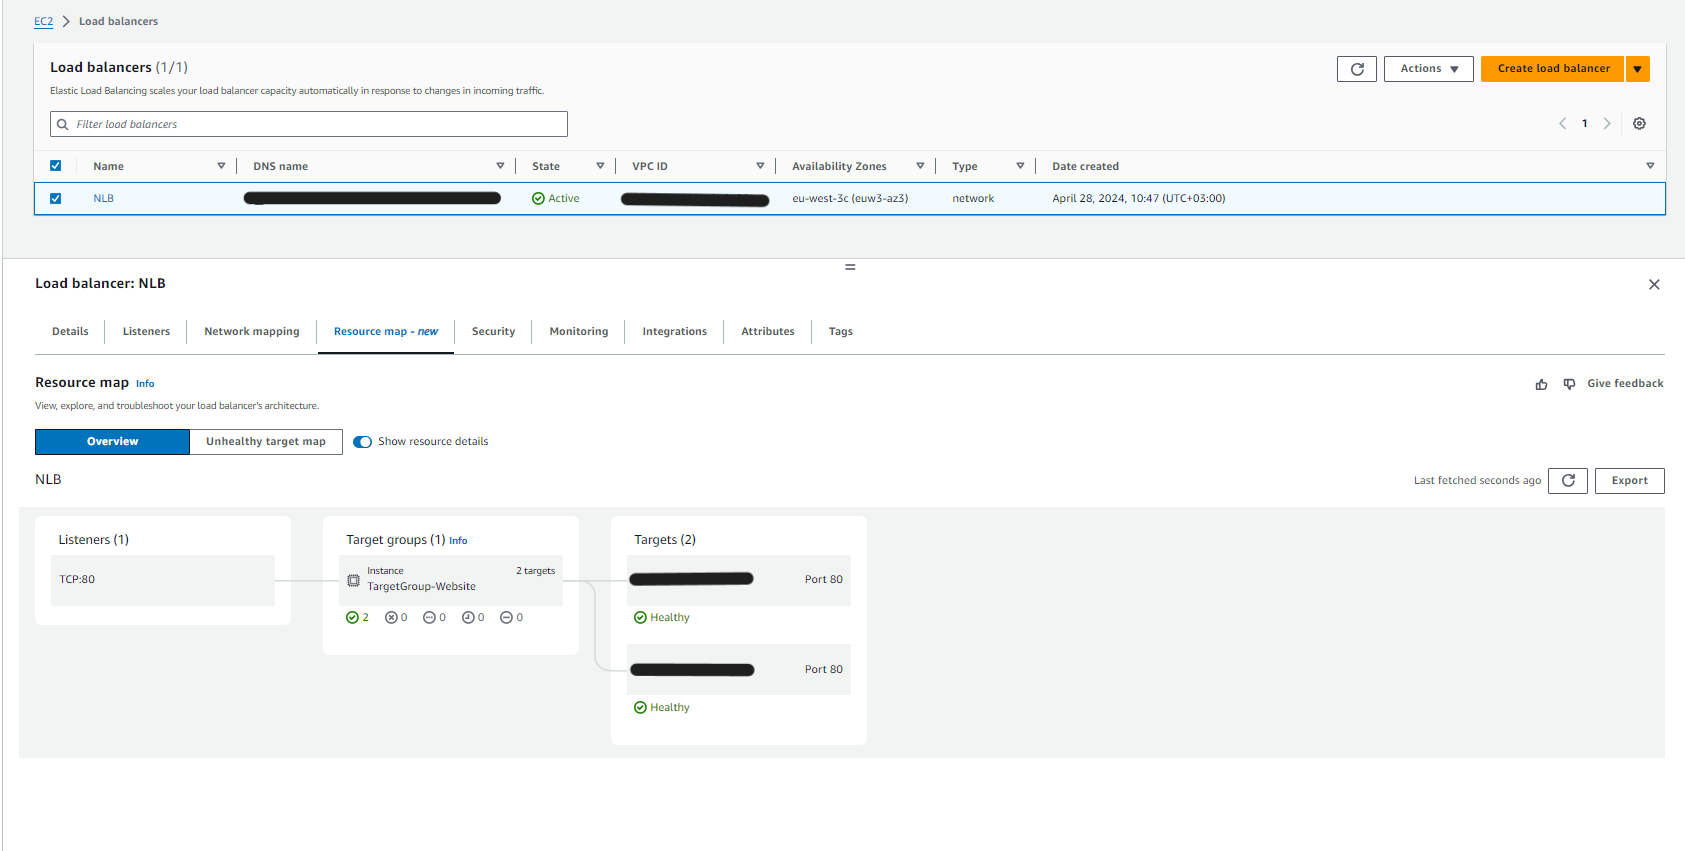 EC2 > Load balancers
Load balancers (1/1)
Actions
Create load balancer
Elastic Load Balancing scales your load balancer capacity automatically in response to changes in incoming traffic.
Filter load balancers
1
Name DNS name State VPC ID Availability Zones Type Date created
NLB Active eu-west-3c (euw3-az3) network April 28, 2024, 10:47 (UTC+03:00)
Load balancer: NLB
Details Listeners Network mapping Resource map - new Security Monitoring Integrations Attributes Tags
Resource map Info
Give feedback
View, explore, and troubleshoot your load balancer's architecture.
Overview Unhealthy target map Show resource details
NLB
Last fetched seconds ago Export
Listeners (1) Target groups (1) Info Targets (2)
Instance 2 targets
TCP:80 TargetGroup-Website Port 80
2 0 0 0 0 Healthy
Port 80
Healthy